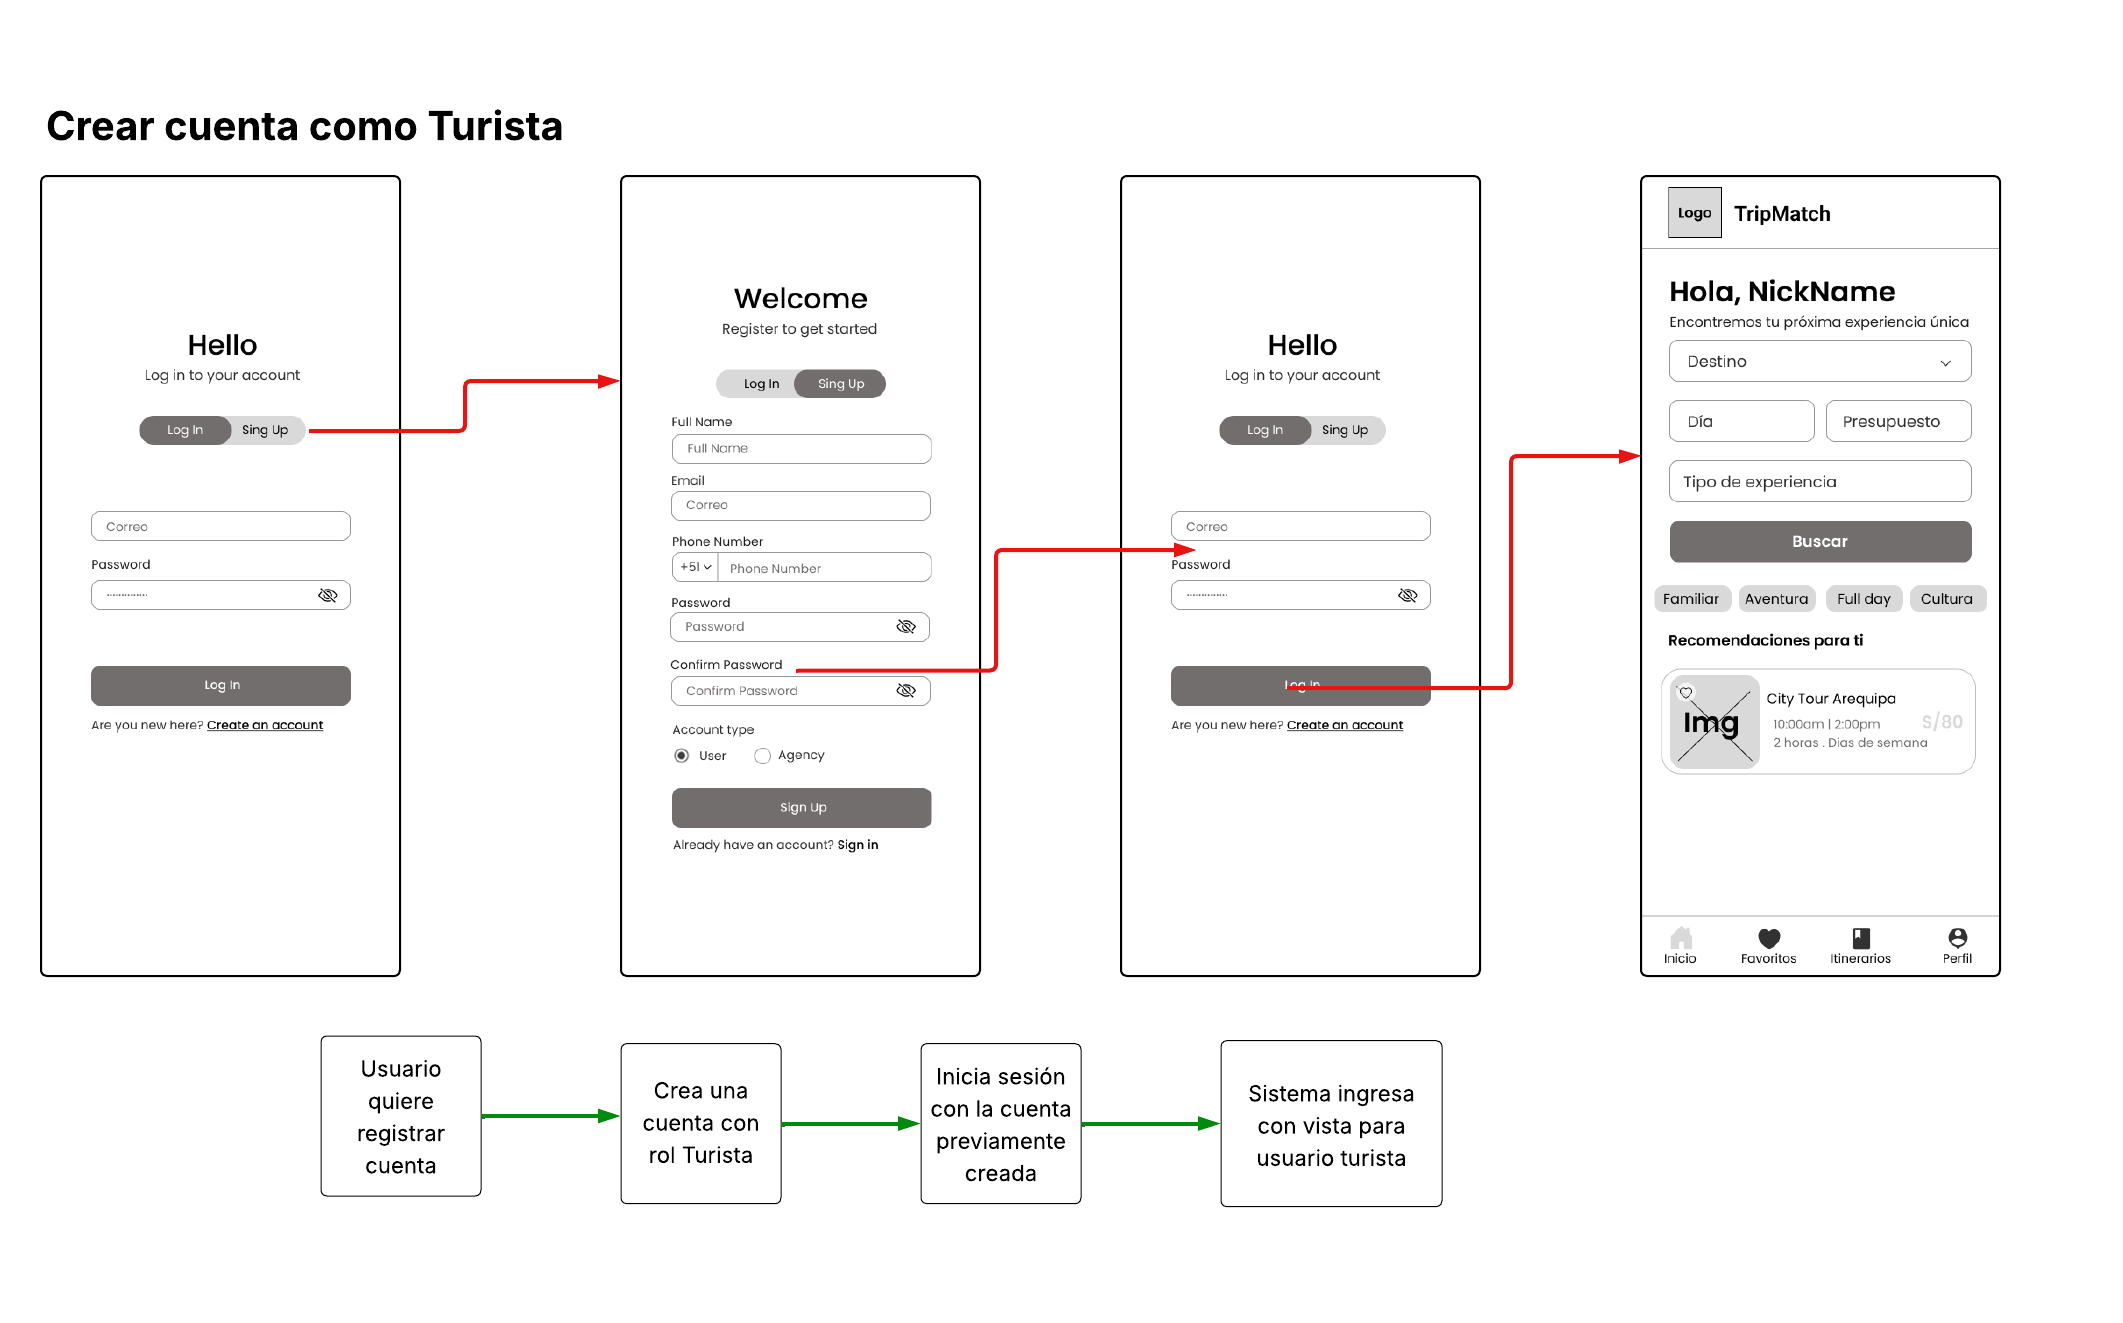 Crear cuenta como Turista
Hello
Log in to your account
Log In
Sing Up
Correo
Password
Log In
Are you new here? Create an account
Welcome
Register to get started
Log In
Sing Up
Full Name
Full Name
Email
Correo
Phone Number
+51
Phone Number
Password
Password
Confirm Password
Confirm Password
Account type
User
Agency
Sign Up
Already have an account? Sign in
Hello
Log in to your account
Log In
Sing Up
Correo
Password
Log In
Are you new here? Create an account
Logo
TripMatch
Hola, NickName
Encontremos tu próxima experiencia única
Destino
Día
Presupuesto
Tipo de experiencia
Buscar
Familiar
Aventura
Full day
Cultura
Recomendaciones para ti
Img
City Tour Arequipa
10:00am | 2:00pm
S/80
2 horas . Dias de semana
Inicio
Favoritos
Itinerarios
Perfil
Usuario
quiere
registrar
cuenta
Crea una
cuenta con
rol Turista
Inicia sesión
con la cuenta
previamente
creada
Sistema ingresa
con vista para
usuario turista